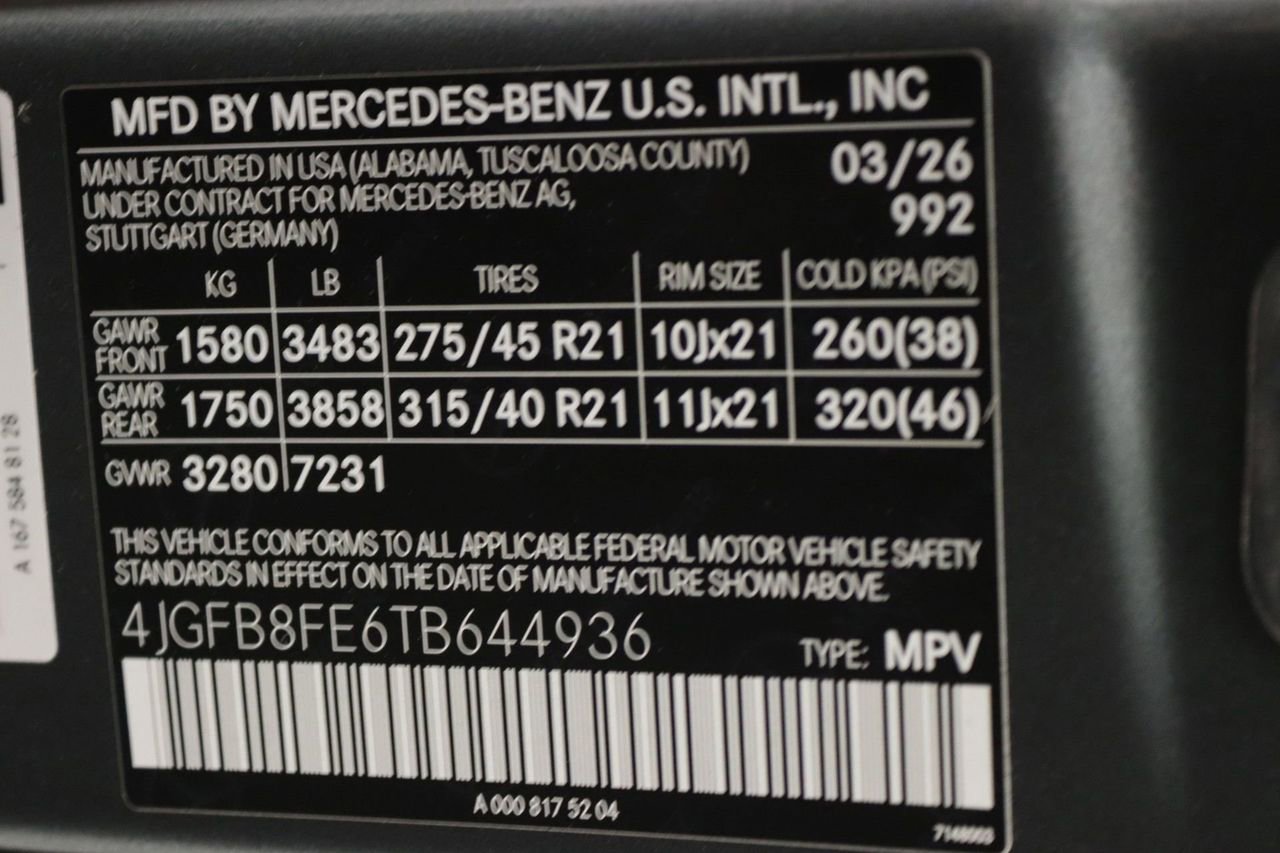 MFD BY MERCEDES-BENZ U.S. INTL., INC
MANUFACTURED IN USA (ALABAMA, TUSCALOOSA COUNTY) 03/26
UNDER CONTRACT FOR MERCEDES-BENZ AG, 992
STUTTGART (GERMANY)
KG LB TIRES RIM SIZE COLD KPA (PSI)
GAWR FRONT 1580 3483 275/45 R21 10Jx21 260(38)
GAWR REAR 1750 3858 315/40 R21 11Jx21 320(46)
GVWR 3280 7231
THIS VEHICLE CONFORMS TO ALL APPLICABLE FEDERAL MOTOR VEHICLE SAFETY
STANDARDS IN EFFECT ON THE DATE OF MANUFACTURE SHOWN ABOVE.
4JGFB8FE6TB644936 TYPE: MPV
A 000 817 52 04
A 167 584 81 28